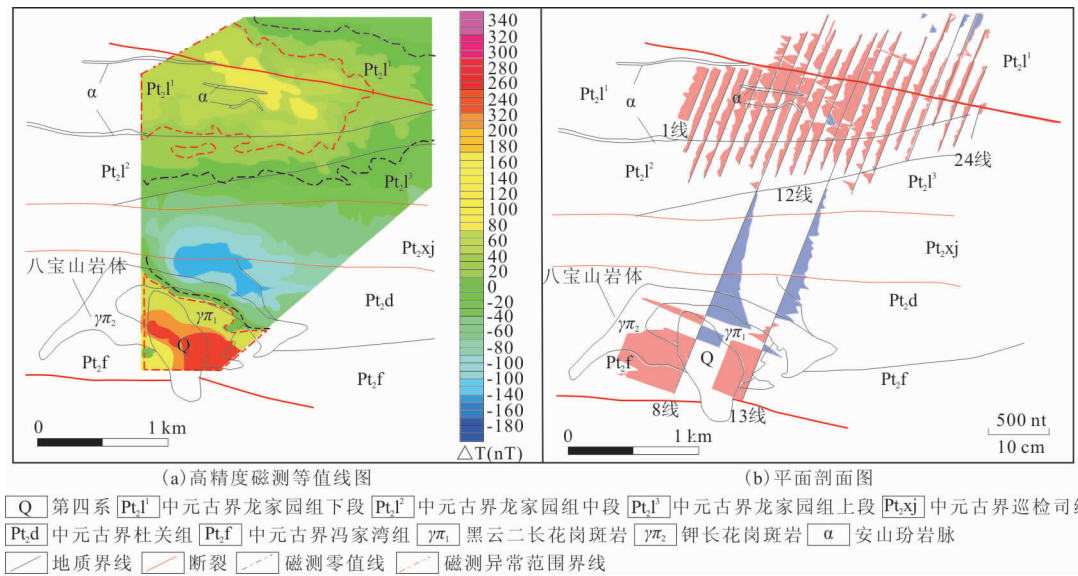 340
320
300
280
260
240
220
200
180
160
140
120
100
80
60
40
20
0
-20
-40
-60
-80
-100
-120
-140
-160
-180
△T(nT)
Pt₂l¹
Pt₂l¹
α
α
Pt₂l²
Pt₂l³
Pt₂xj
八宝山岩体
Pt₂d
γπ₂
γπ₁
Q
Pt₂f
Pt₂f
0 1 km
Pt₂l¹
Pt₂l¹
α
α
1线
Pt₂l²
24线
Pt₂l³
12线
Pt₂xj
八宝山岩体
Pt₂d
γπ₂
γπ₁
Pt₂f
Q
Pt₂f
8线
13线
0 1 km
500 nt
10 cm
(a)高精度磁测等值线图
(b)平面剖面图
Q 第四系 Pt₂l¹ 中元古界龙家园组下段 Pt₂l² 中元古界龙家园组中段 Pt₂l³ 中元古界龙家园组上段 Pt₂xj 中元古界巡检司
Pt₂d 中元古界杜关组 Pt₂f 中元古界冯家湾组 γπ₁ 黑云二长花岗斑岩 γπ₂ 钾长花岗斑岩 α 安山玢岩脉
地质界线 断裂 磁测零值线 磁测异常范围界线